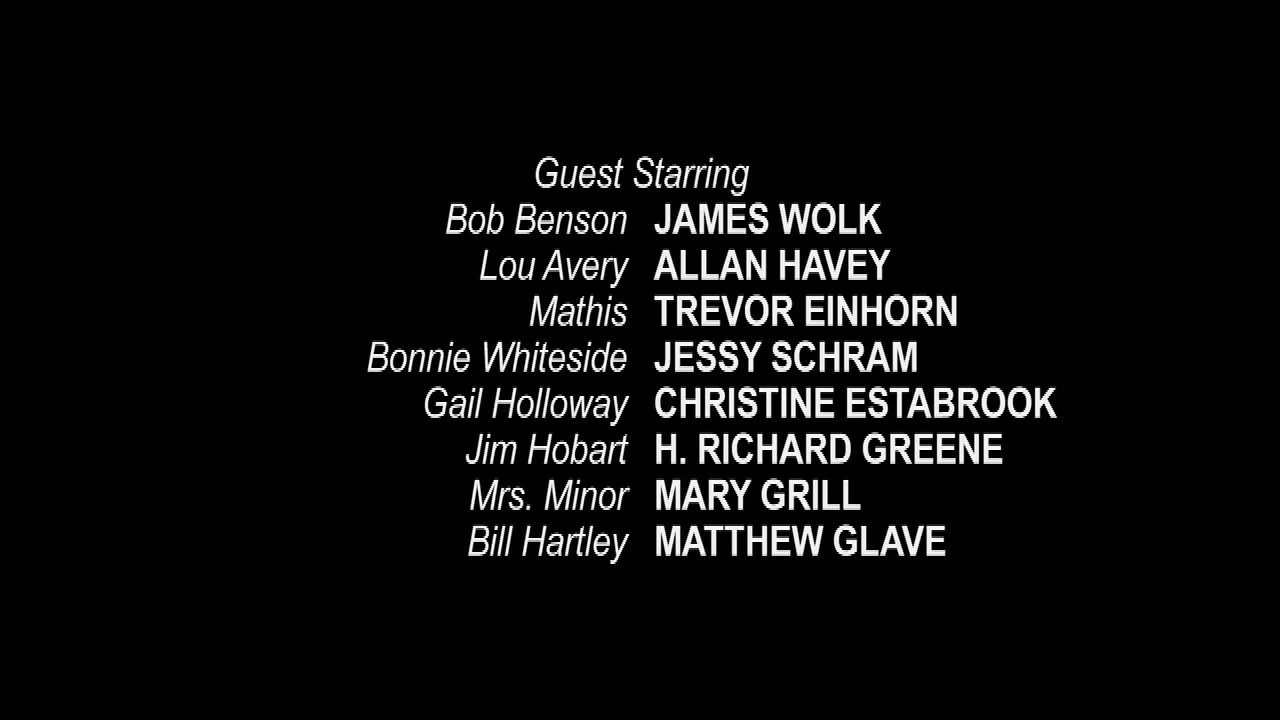 Guest Starring
Bob Benson JAMES WOLK
Lou Avery ALLAN HAVEY
Mathis TREVOR EINHORN
Bonnie Whiteside JESSY SCHRAM
Gail Holloway CHRISTINE ESTABROOK
Jim Hobart H. RICHARD GREENE
Mrs. Minor MARY GRILL
Bill Hartley MATTHEW GLAVE